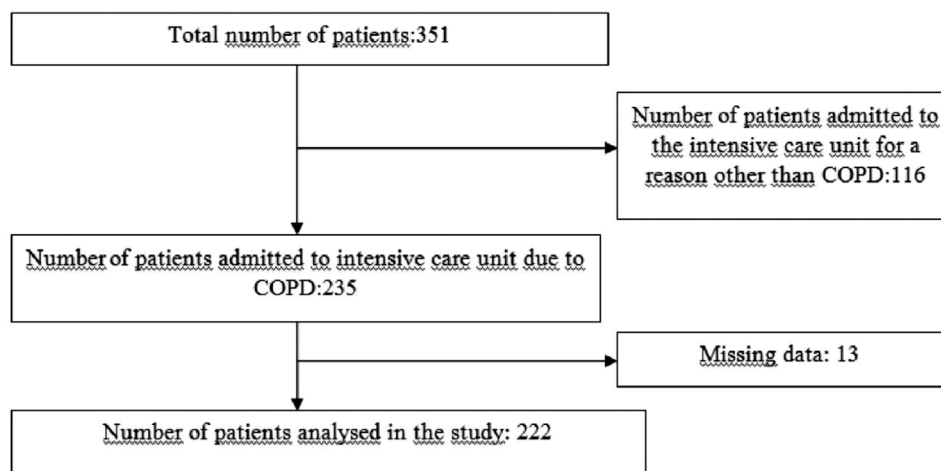 Total number of patients:351
Number of patients admitted to
the intensive care unit for a
reason other than COPD:116
Number of patients admitted to intensive care unit due to
COPD:235
Missing data: 13
Number of patients analysed in the study: 222